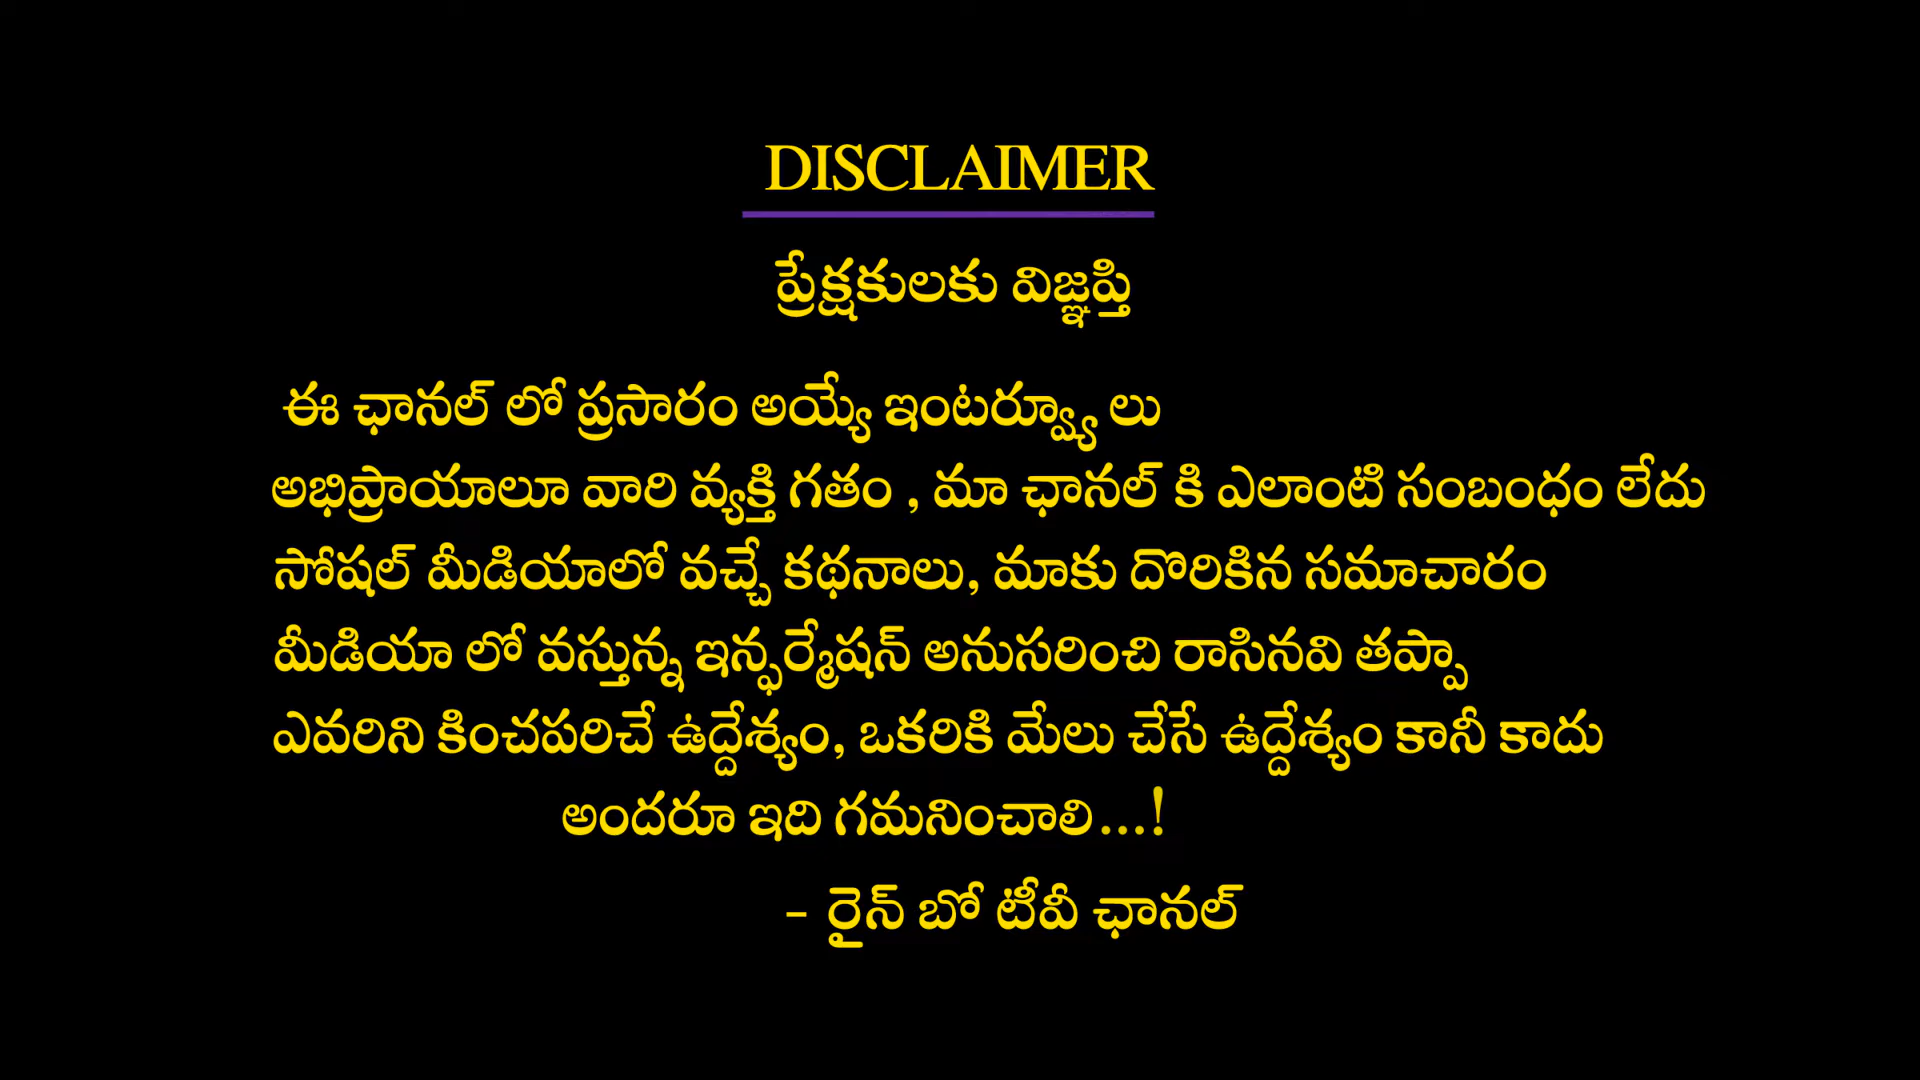 DISCLAIMER
ప్రేక్షకులకు విజ్ఞప్తి
ఈ ఛానల్ లో ప్రసారం అయ్యే ఇంటర్వ్యూ లు
అభిప్రాయాలూ వారి వ్యక్తి గతం , మా ఛానల్ కి ఎలాంటి సంబంధం లేదు
సోషల్ మీడియాలో వచ్చే కథనాలు, మాకు దొరికిన సమాచారం
మీడియా లో వస్తున్న ఇన్ఫర్మేషన్ అనుసరించి రాసినవి తప్పా
ఎవరిని కించపరిచే ఉద్దేశ్యం, ఒకరికి మేలు చేసే ఉద్దేశ్యం కానీ కాదు
అందరూ ఇది గమనించాలి...!
- రైన్ బో టీవీ ఛానల్